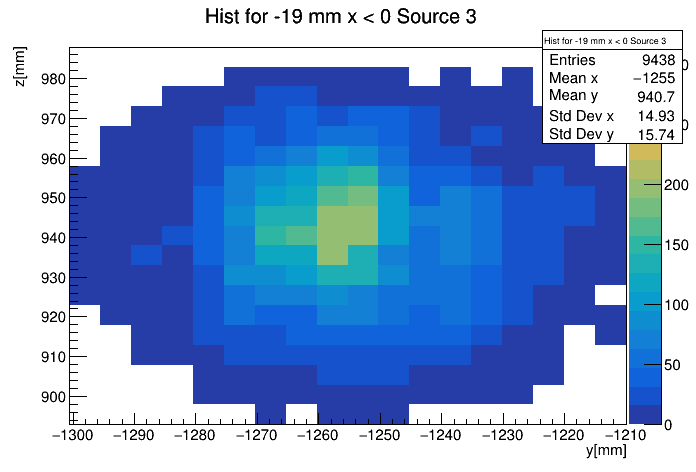 Hist for -19 mm x < 0 Source 3
Hist for -19 mm x < 0 Source 3
Entries 9438
Mean x −1255
Mean y 940.7
Std Dev x 14.93
Std Dev y 15.74
z[mm]
980
970
960
950
940
930
920
910
900
0
0
200
150
100
50
0
−1300 −1290 −1280 −1270 −1260 −1250 −1240 −1230 −1220 −1210
y[mm]